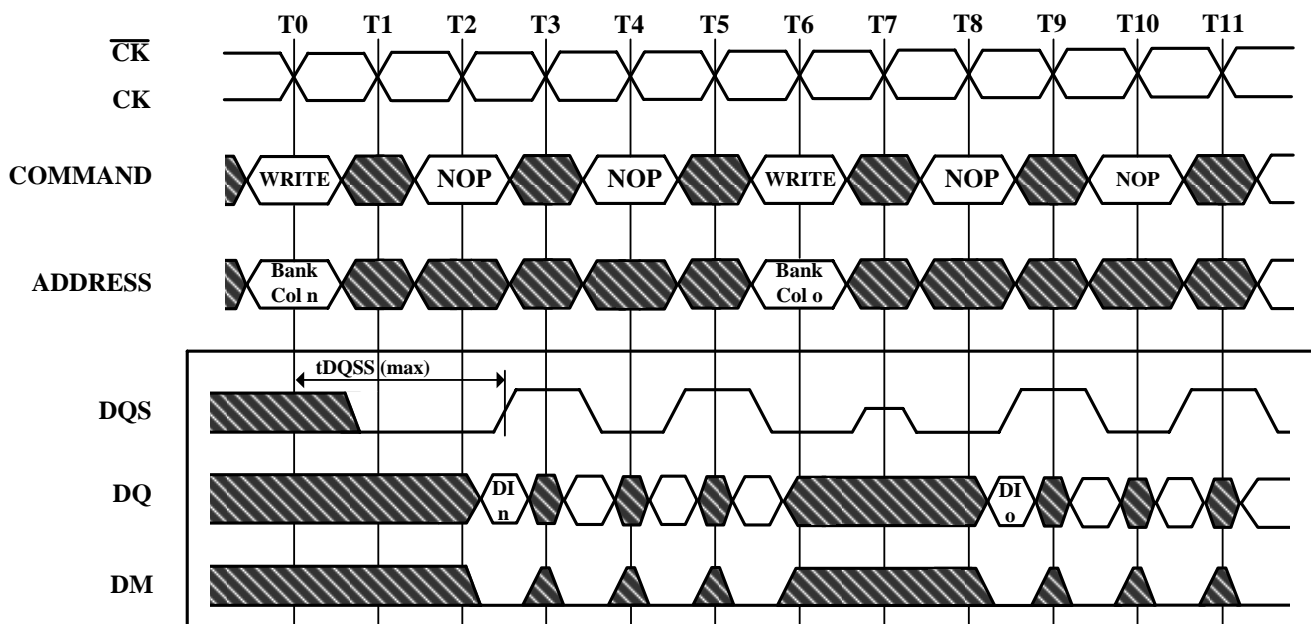 T0 T1 T2 T3 T4 T5 T6 T7 T8 T9 T10 T11
CK
CK
COMMAND WRITE NOP NOP WRITE NOP NOP
ADDRESS Bank Col n Bank Col o
tDQSS (max)
DQS
DQ DI n DI o
DM